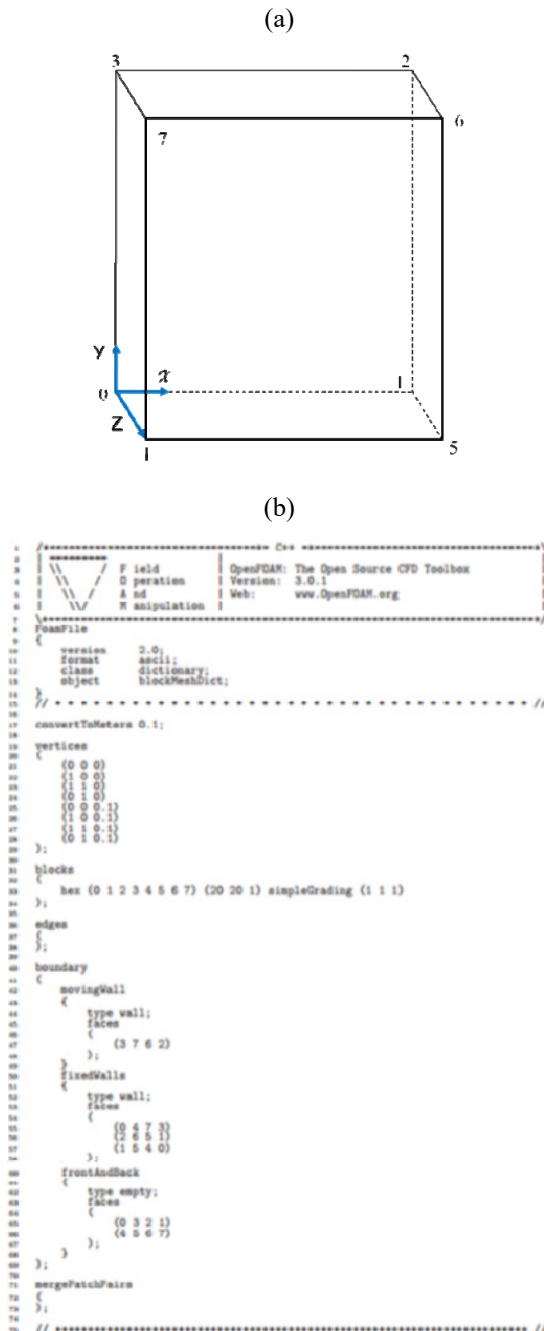 (a)
3 2
7 6
Y
0 x 1
Z
1 5
(b)
/*---------------------------------*- C++ -*-----------------------------------*\
| ========= | |
| \\ / F ield | OpenFOAM: The Open Source CFD Toolbox
| \\ / O peration | Version: 3.0.1
| \\ / A nd | Web: www.OpenFOAM.org
| \\/ M anipulation |
\*---------------------------------------------------------------------------*/
FoamFile
{
version 2.0;
format ascii;
class dictionary;
object blockMeshDict;
}
// * * * * * * * * * * * * * * * * * * * * * * * * * * * * * * * * * * * * * //
convertToMeters 0.1;
vertices
(
(0 0 0)
(1 0 0)
(1 1 0)
(0 1 0)
(0 0 0.1)
(1 0 0.1)
(1 1 0.1)
(0 1 0.1)
);
blocks
(
hex (0 1 2 3 4 5 6 7) (20 20 1) simpleGrading (1 1 1)
);
edges
(
);
boundary
(
movingWall
{
type wall;
faces
(
(3 7 6 2)
);
}
fixedWalls
{
type wall;
faces
(
(0 4 7 3)
(2 6 5 1)
(1 5 4 0)
);
frontAndBack
{
type empty;
faces
(
(0 3 2 1)
(4 5 6 7)
);
}
);
mergePatchPairs
(
);
// ************************************************************************* //